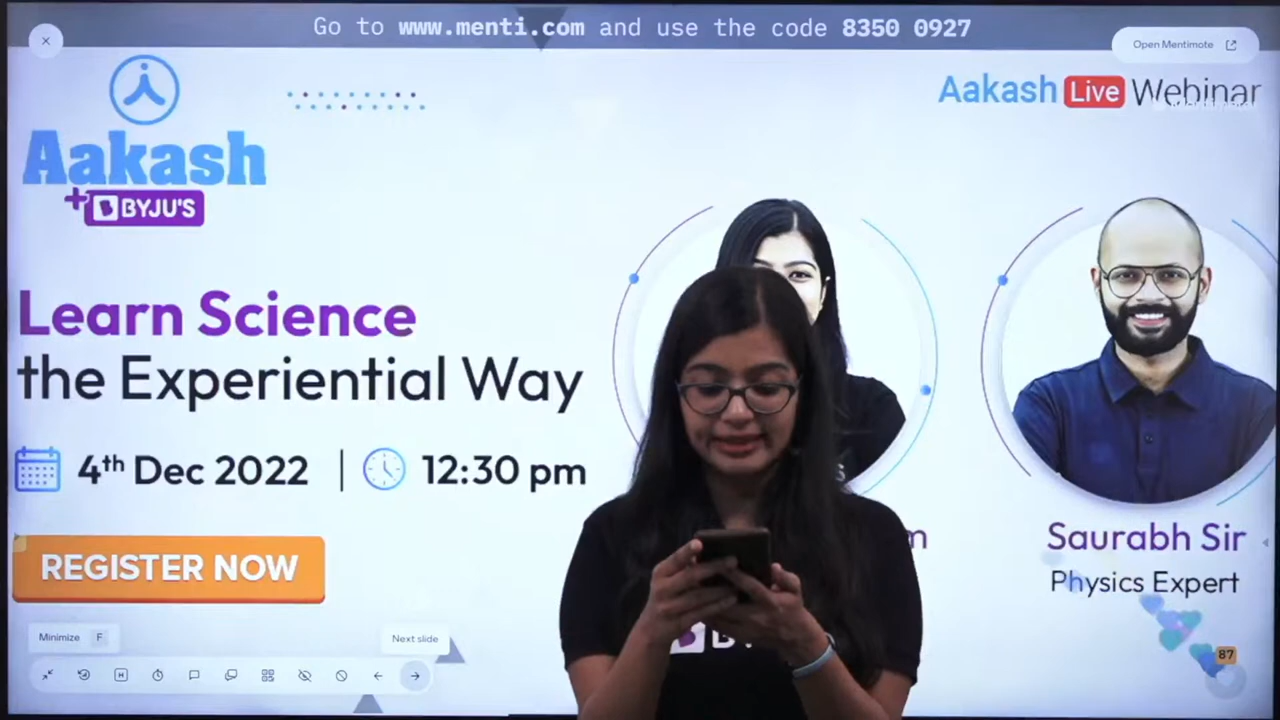 Go to www.menti.com and use the code 8350 0927
Open Mentimote
Aakash
+ BYJU'S
Aakash Live Webinar
Learn Science
the Experiential Way
4th Dec 2022 | 12:30 pm
REGISTER NOW
Saurabh Sir
Physics Expert
Minimize F
Next slide
H
87